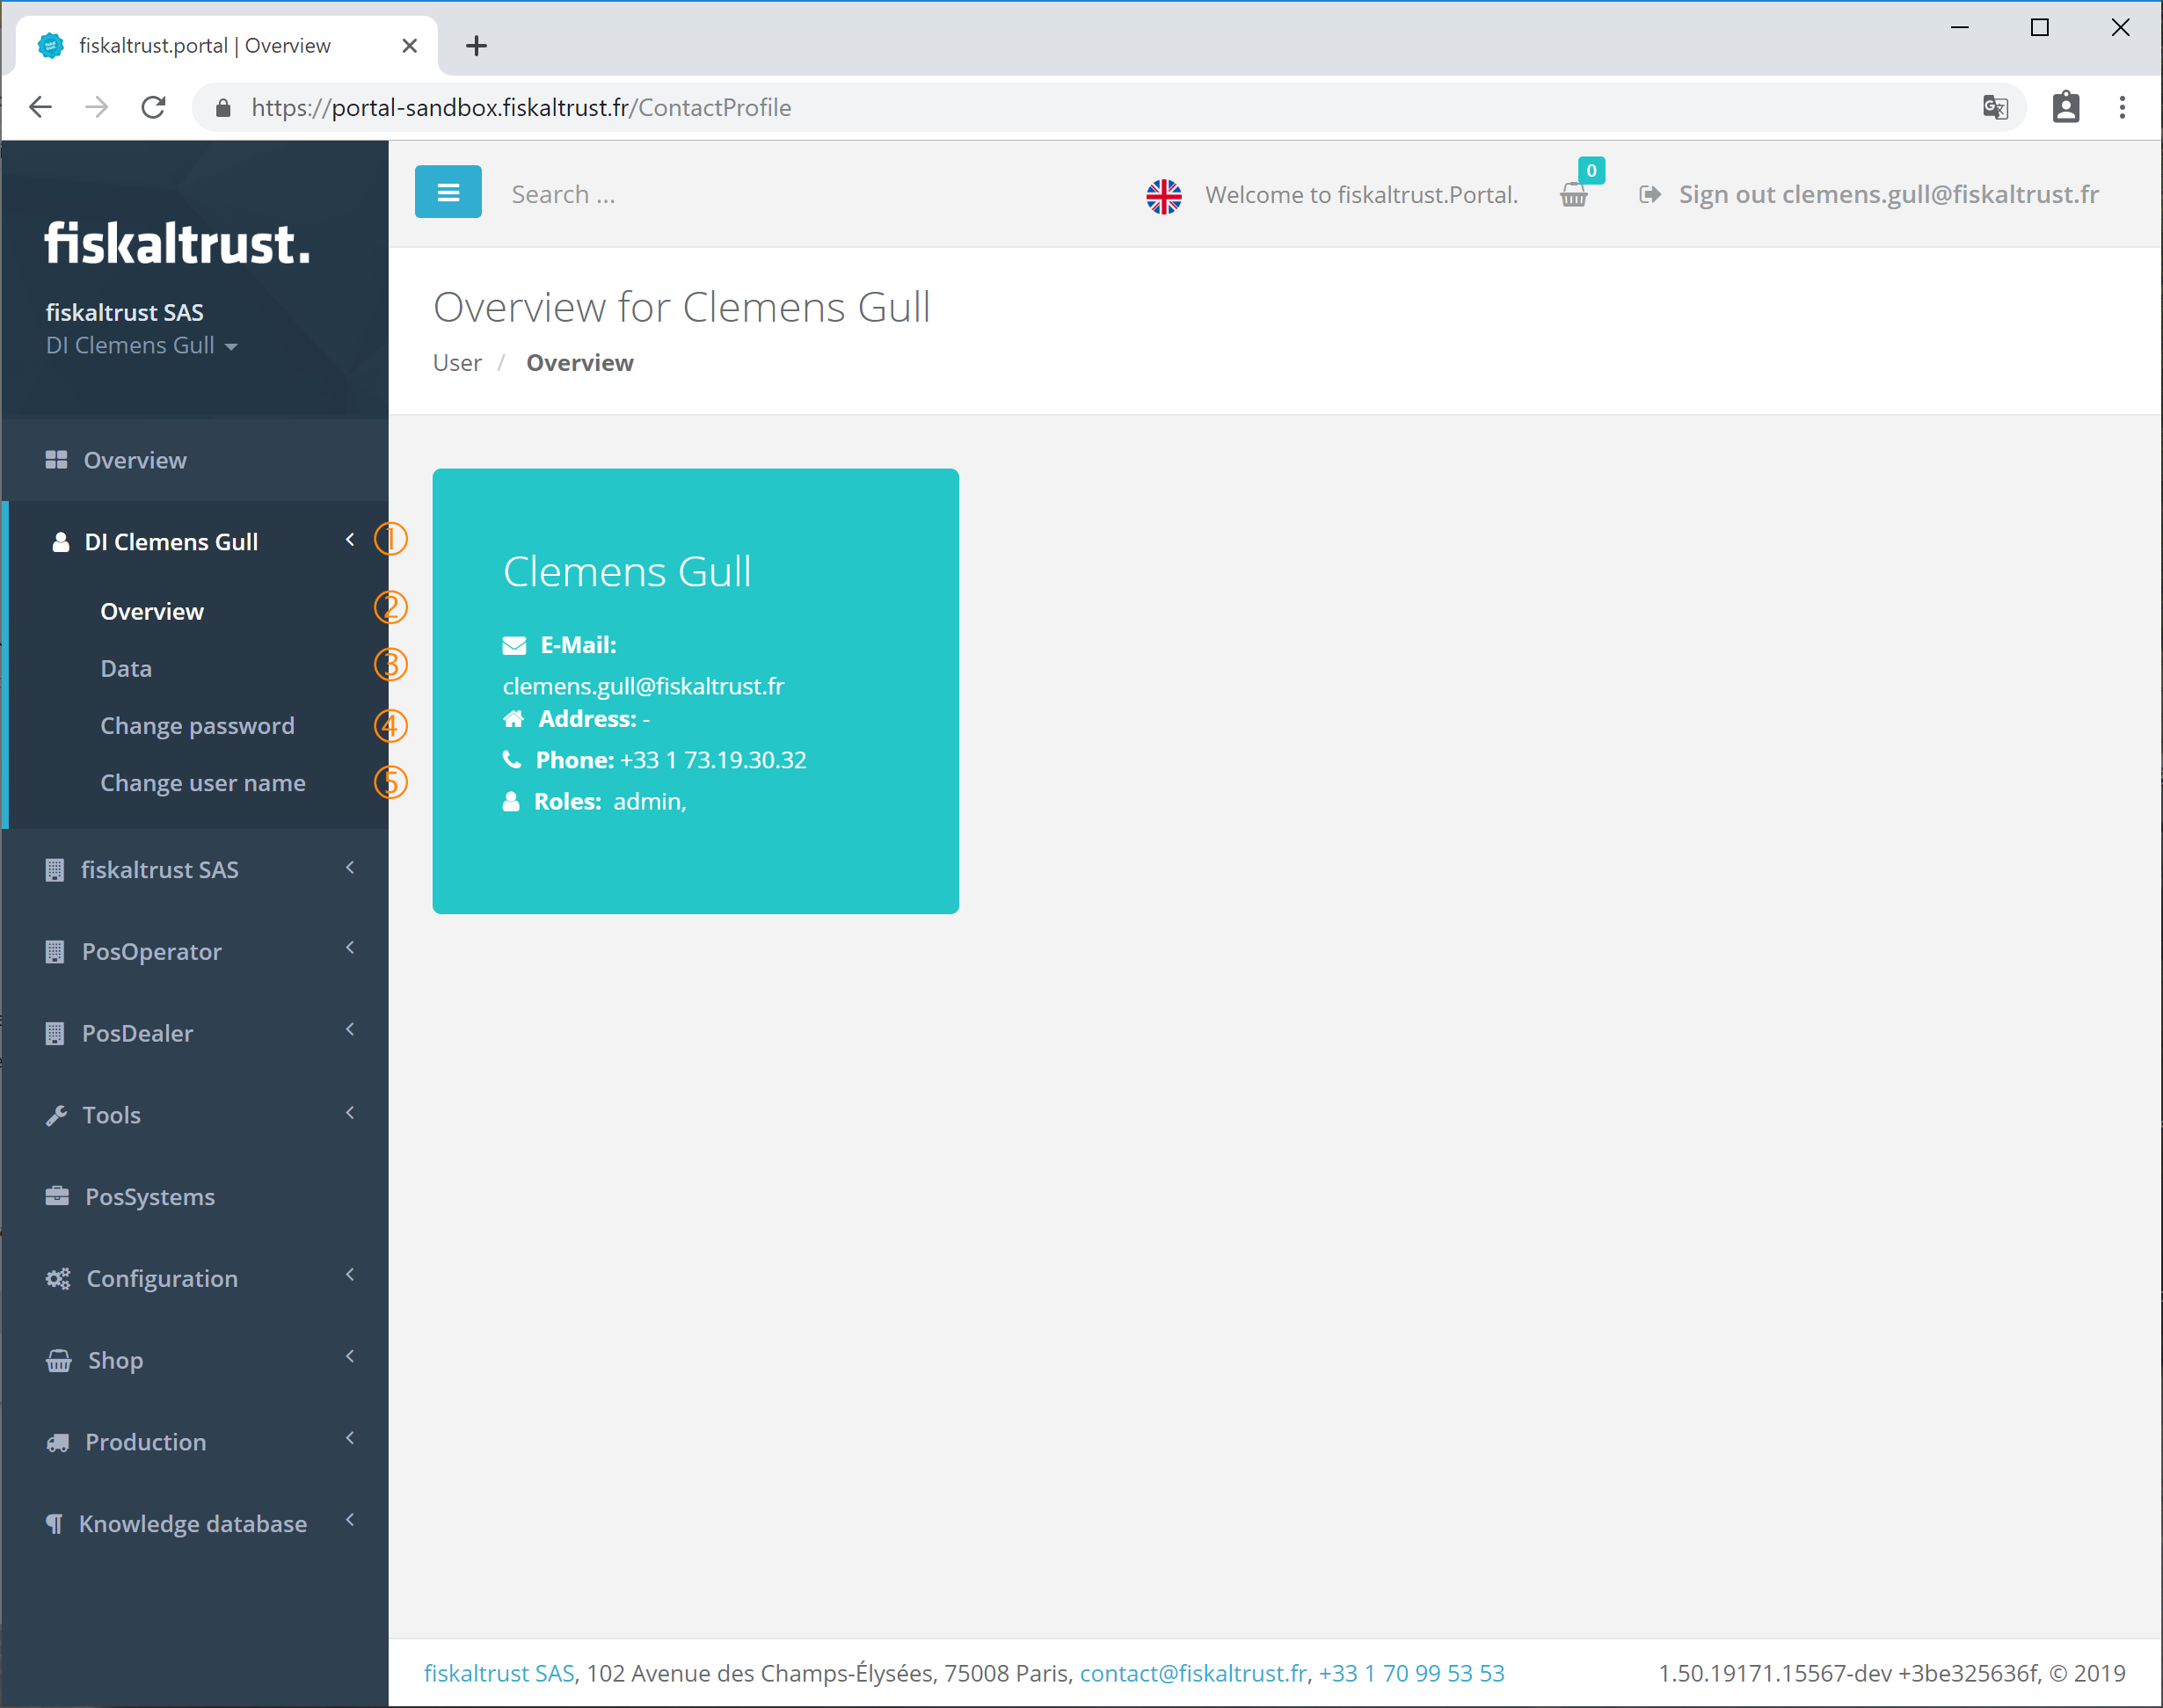 fiskaltrust.portal | Overview
https://portal-sandbox.fiskaltrust.fr/ContactProfile
fiskaltrust.
fiskaltrust SAS
DI Clemens Gull
Search ...
Welcome to fiskaltrust.Portal.
0
Sign out clemens.gull@fiskaltrust.fr
Overview for Clemens Gull
User / Overview
Overview
DI Clemens Gull ①
Overview ②
Data ③
Change password ④
Change user name ⑤
fiskaltrust SAS
PosOperator
PosDealer
Tools
PosSystems
Configuration
Shop
Production
Knowledge database
Clemens Gull
E-Mail:
clemens.gull@fiskaltrust.fr
Address: -
Phone: +33 1 73.19.30.32
Roles: admin,
fiskaltrust SAS, 102 Avenue des Champs-Élysées, 75008 Paris, contact@fiskaltrust.fr, +33 1 70 99 53 53
1.50.19171.15567-dev +3be325636f, © 2019